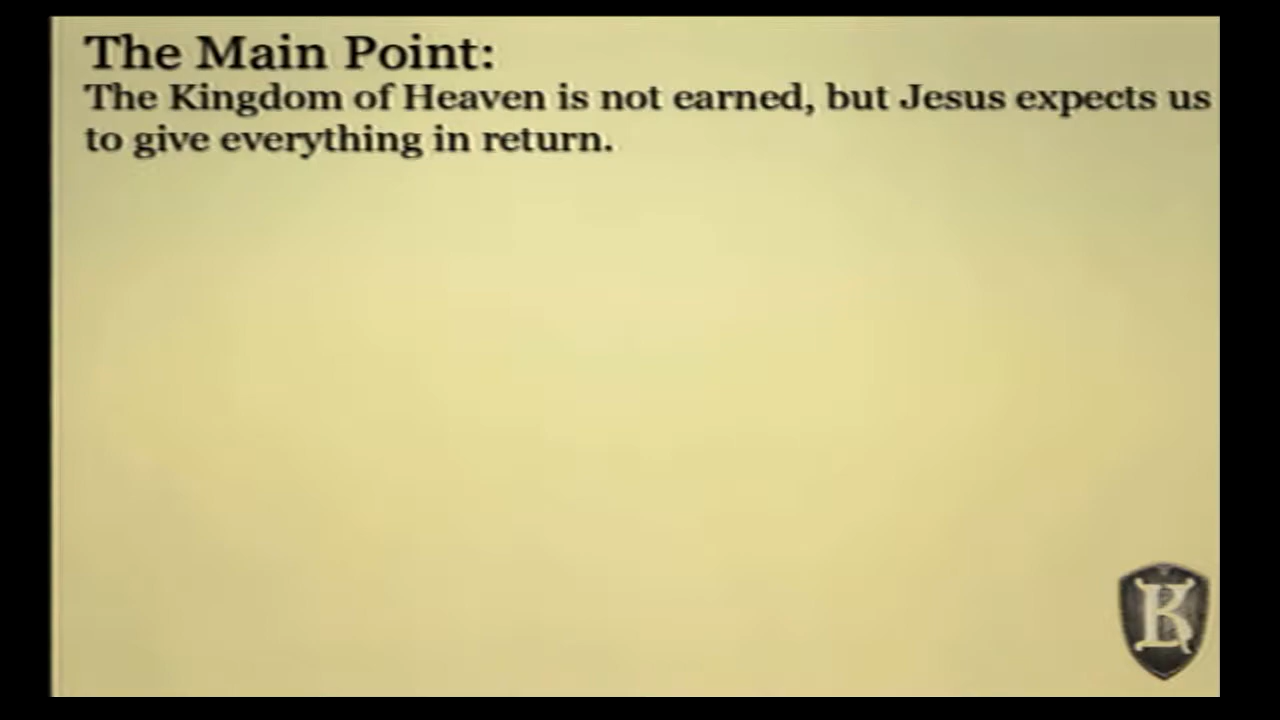 The Main Point:
The Kingdom of Heaven is not earned, but Jesus expects us
to give everything in return.
K